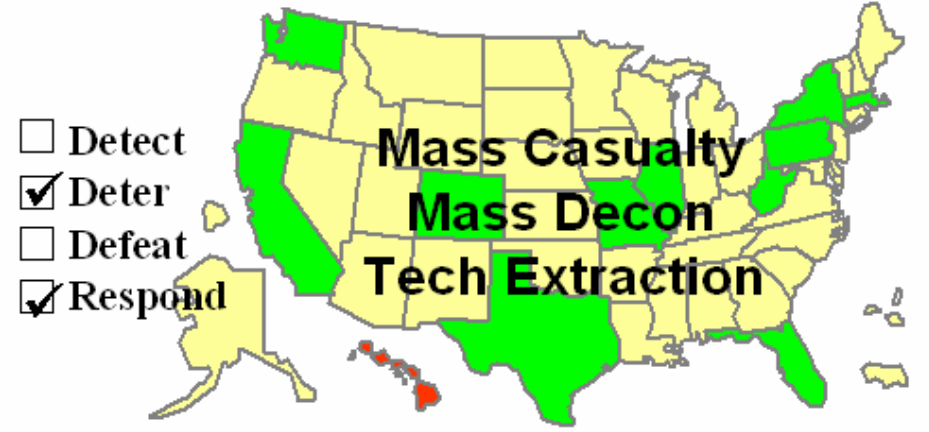 Detect
Deter
Defeat
Respond
Mass Casualty
Mass Decon
Tech Extraction